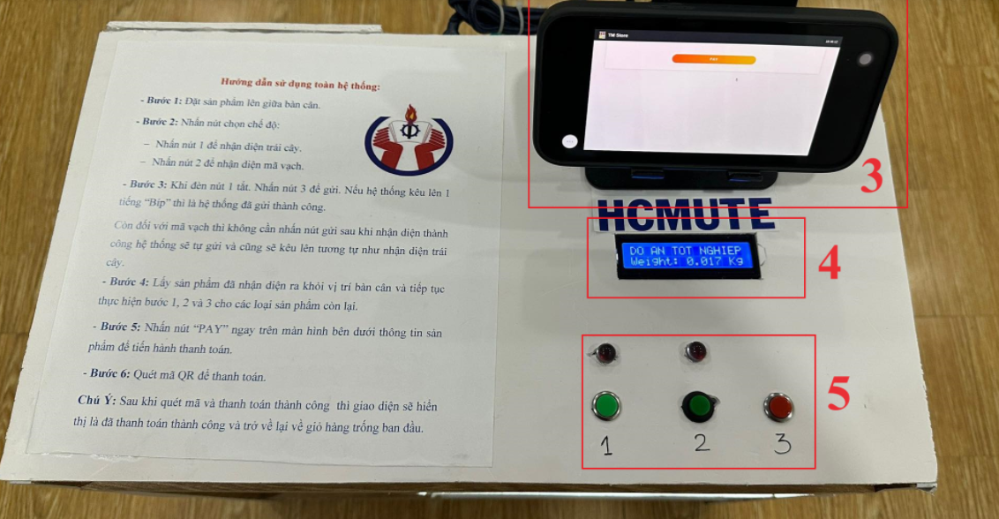 Hướng dẫn sử dụng toàn hệ thống:
- Bước 1: Đặt sản phẩm lên giữa bàn cân.
- Bước 2: Nhấn nút chọn chế độ:
– Nhấn nút 1 để nhận diện trái cây.
– Nhấn nút 2 để nhận diện mã vạch.
- Bước 3: Khi đèn nút 1 tắt. Nhấn nút 3 để gửi. Nếu hệ thống kêu lên 1
tiếng “Bíp” thì là hệ thống đã gửi thành công.
Còn đối với mã vạch thì không cần nhấn nút gửi sau khi nhận diện thành
công hệ thống sẽ tự gửi và cũng sẽ kêu lên tương tự như nhận diện trái
cây.
- Bước 4: Lấy sản phẩm đã nhận diện ra khỏi vị trí bàn cân và tiếp tục
thực hiện bước 1, 2 và 3 cho các loại sản phẩm còn lại.
- Bước 5: Nhấn nút “PAY” ngay trên màn hình bên dưới thông tin sản
phẩm để tiến hành thanh toán.
- Bước 6: Quét mã QR để thanh toán.
Chú Ý: Sau khi quét mã và thanh toán thành công thì giao diện sẽ hiển
thị là đã thanh toán thành công và trở về lại về giỏ hàng trống ban đầu.
TM Store
PAY
3
HCMUTE
DO AN TOT NGHIEP
Weight: 0.017 Kg
4
5
1 2 3